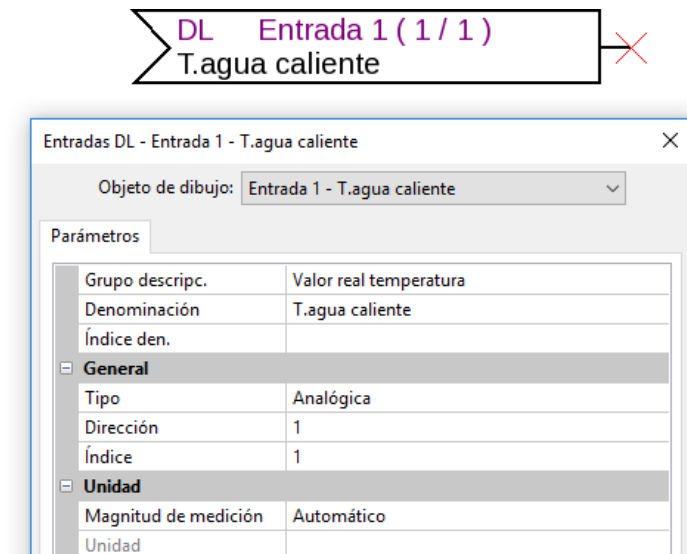 DL Entrada 1 ( 1 / 1 )
T.agua caliente
Entradas DL - Entrada 1 - T.agua caliente
Objeto de dibujo: Entrada 1 - T.agua caliente
Parámetros
Grupo descripc. Valor real temperatura
Denominación T.agua caliente
Índice den.
General
Tipo Analógica
Dirección 1
Índice 1
Unidad
Magnitud de medición Automático
Unidad